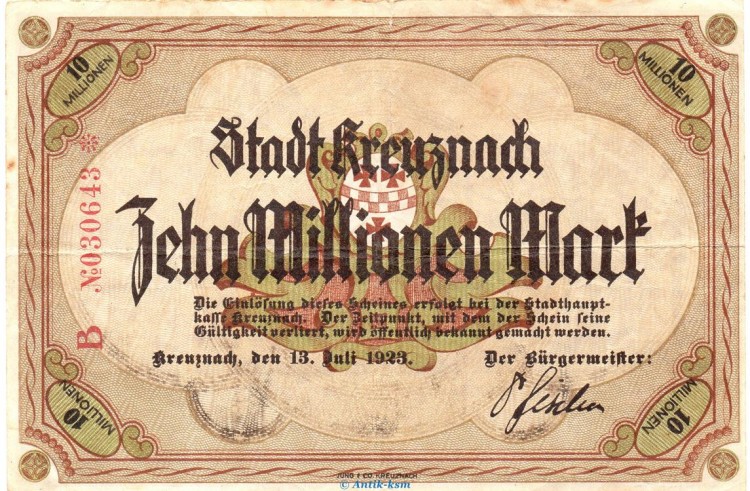 10 MILLIONEN
10 MILLIONEN
Stadt Kreuznach
Zehn Millionen Mark
Die Einlösung dieses Scheines erfolgt bei der Stadthaupt-
kasse Kreuznach. Der Zeitpunkt, mit dem der Schein seine
Gültigkeit verliert, wird öffentlich bekannt gemacht werden.
Kreuznach, den 13. Juli 1923. Der Bürgermeister:
B №030643 *
10 MILLIONEN
10 MILLIONEN
JUNG & CO. KREUZNACH
© Antik-ksm